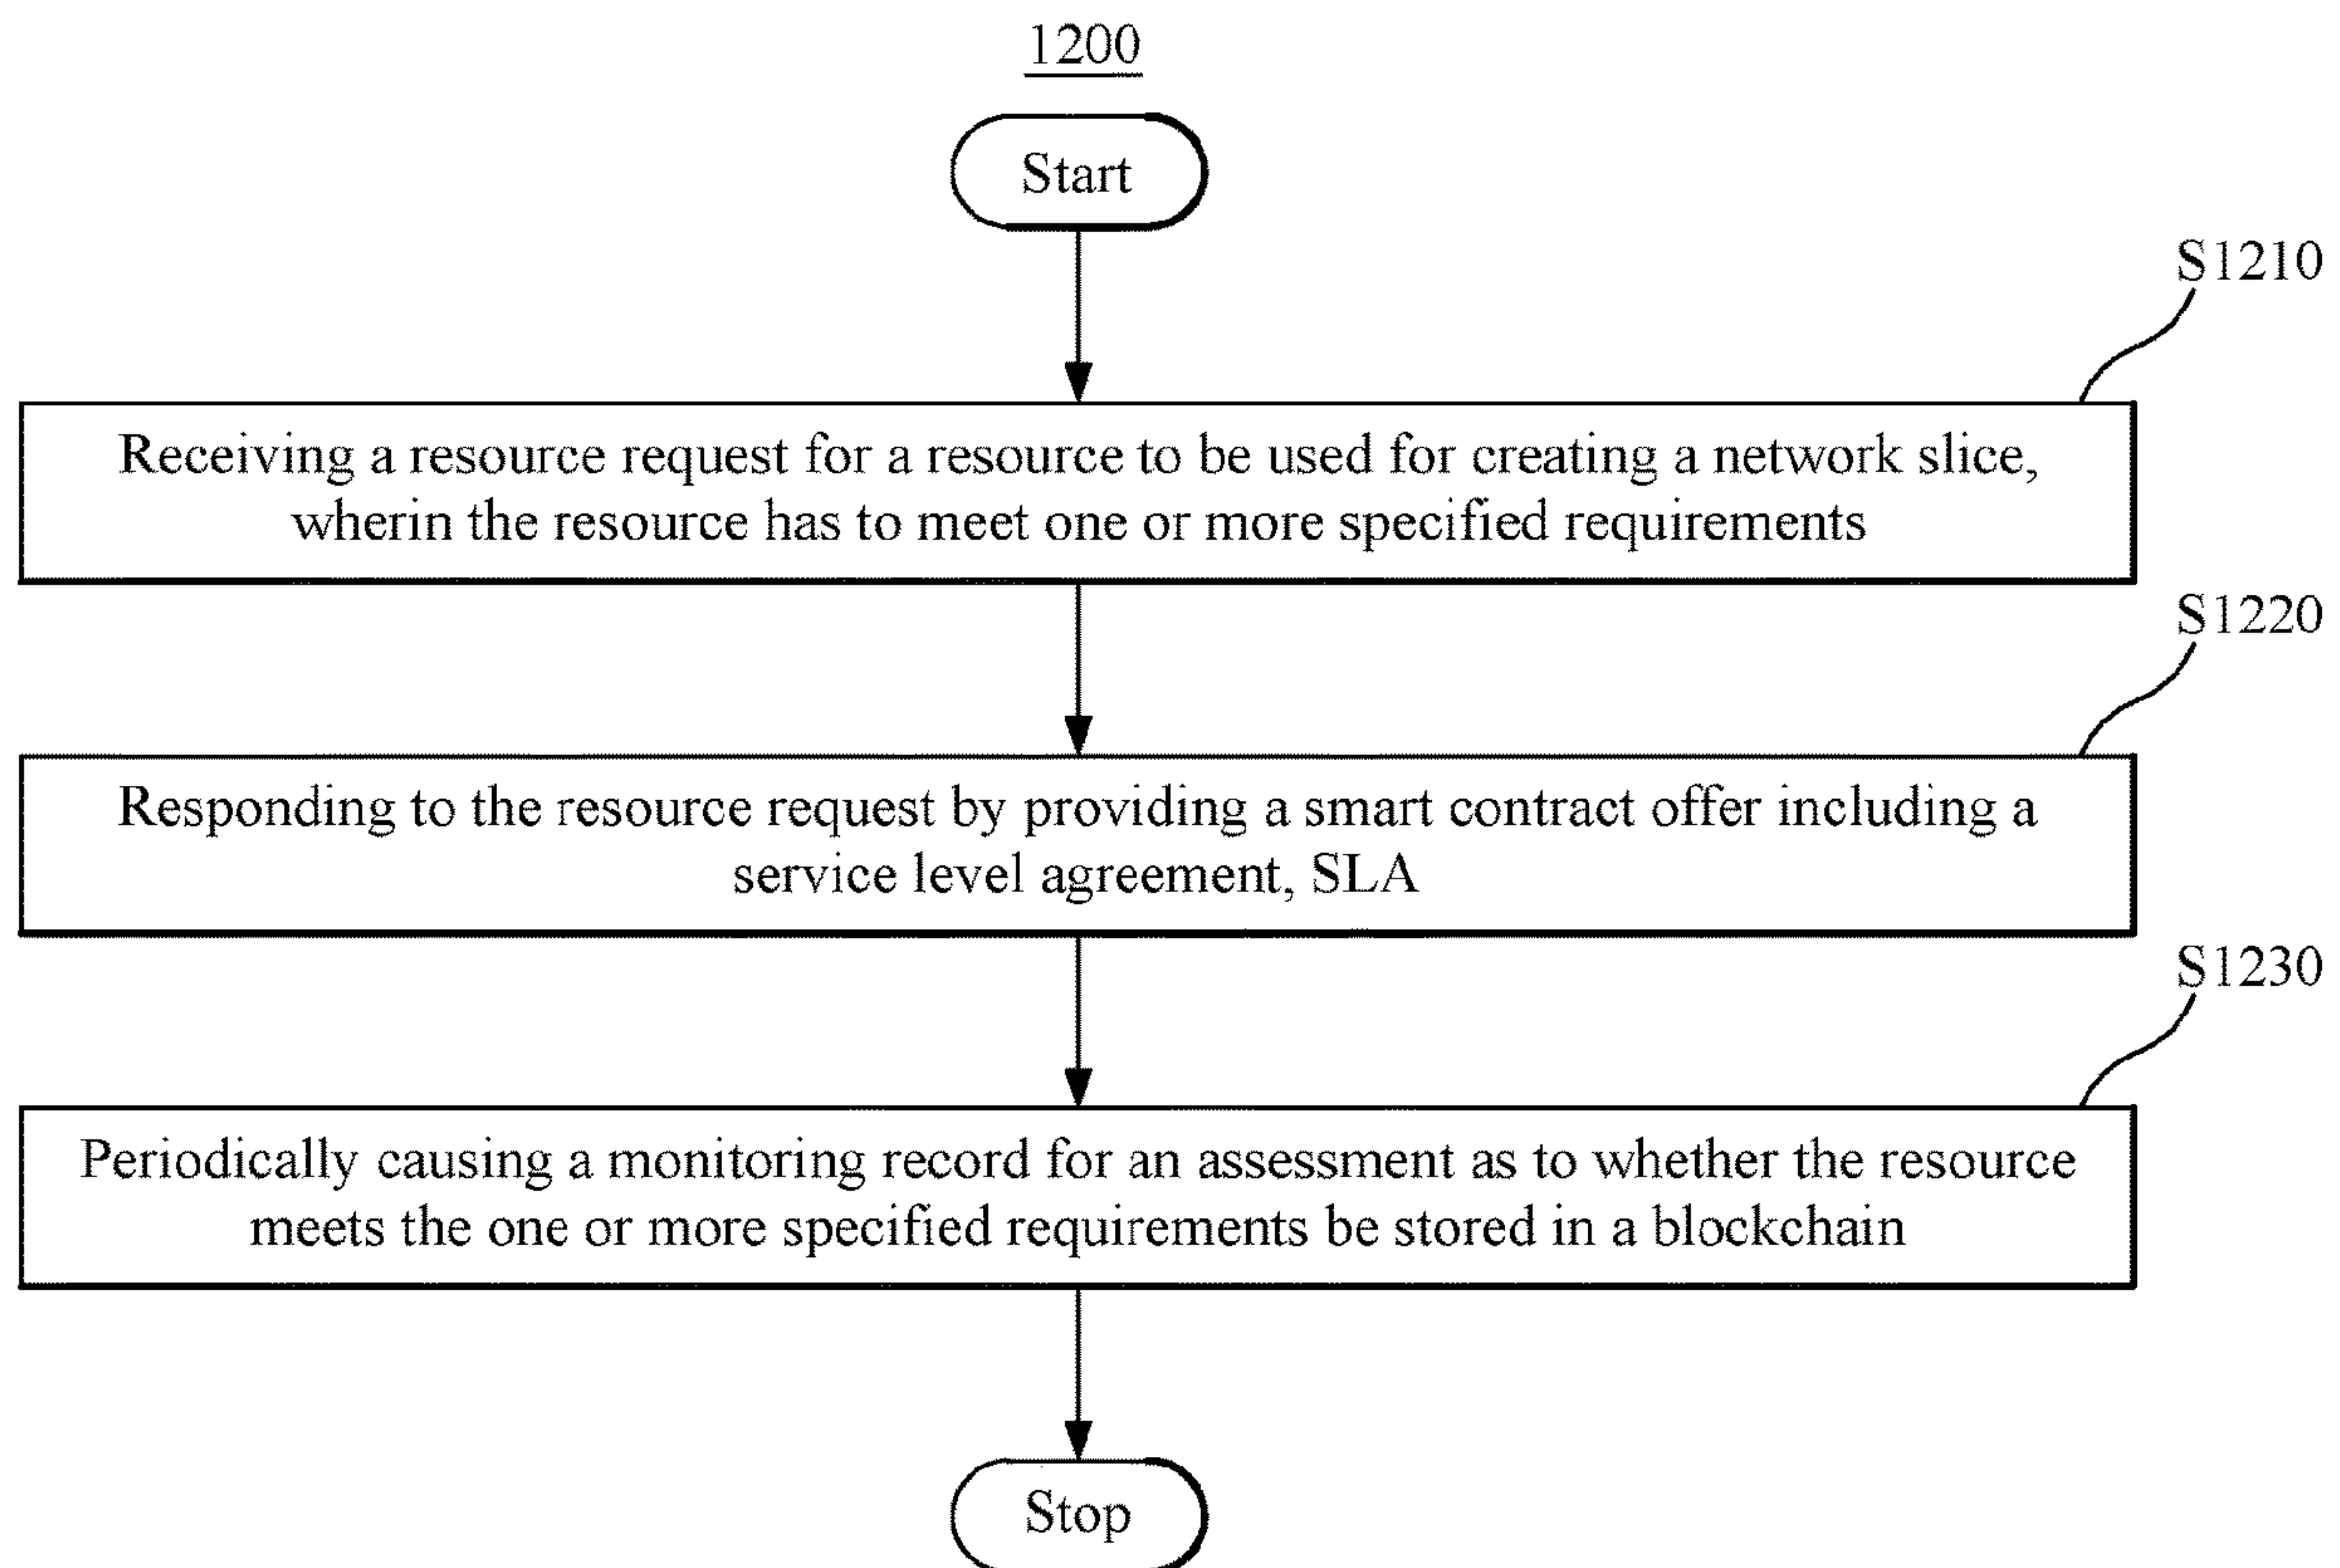 1200
Start
S1210
Receiving a resource request for a resource to be used for creating a network slice,
wherin the resource has to meet one or more specified requirements
S1220
Responding to the resource request by providing a smart contract offer including a
service level agreement, SLA
S1230
Periodically causing a monitoring record for an assessment as to whether the resource
meets the one or more specified requirements be stored in a blockchain
Stop